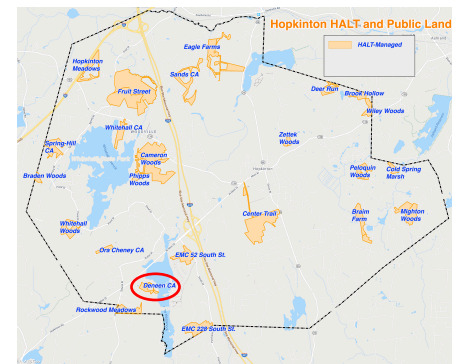 Hopkinton HALT and Public Land
HALT-Managed
Eagle Farms
Hopkinton
Meadows
Sands CA
Fruit Street
Deer Run
Brook Hollow
Wiley Woods
Whitehall CA
Zettek
Woods
Spring-Hill
CA
Cameron
Woods
Braden Woods
Phipps
Woods
Hopkinton
Peloquin
Woods
Cold Spring
Marsh
Whitehall
Woods
Center Trail
Braim
Farm
Mighton
Woods
Ora Cheney CA
EMC 52 South St.
Deneen CA
Rockwood Meadows
EMC 228 South St.